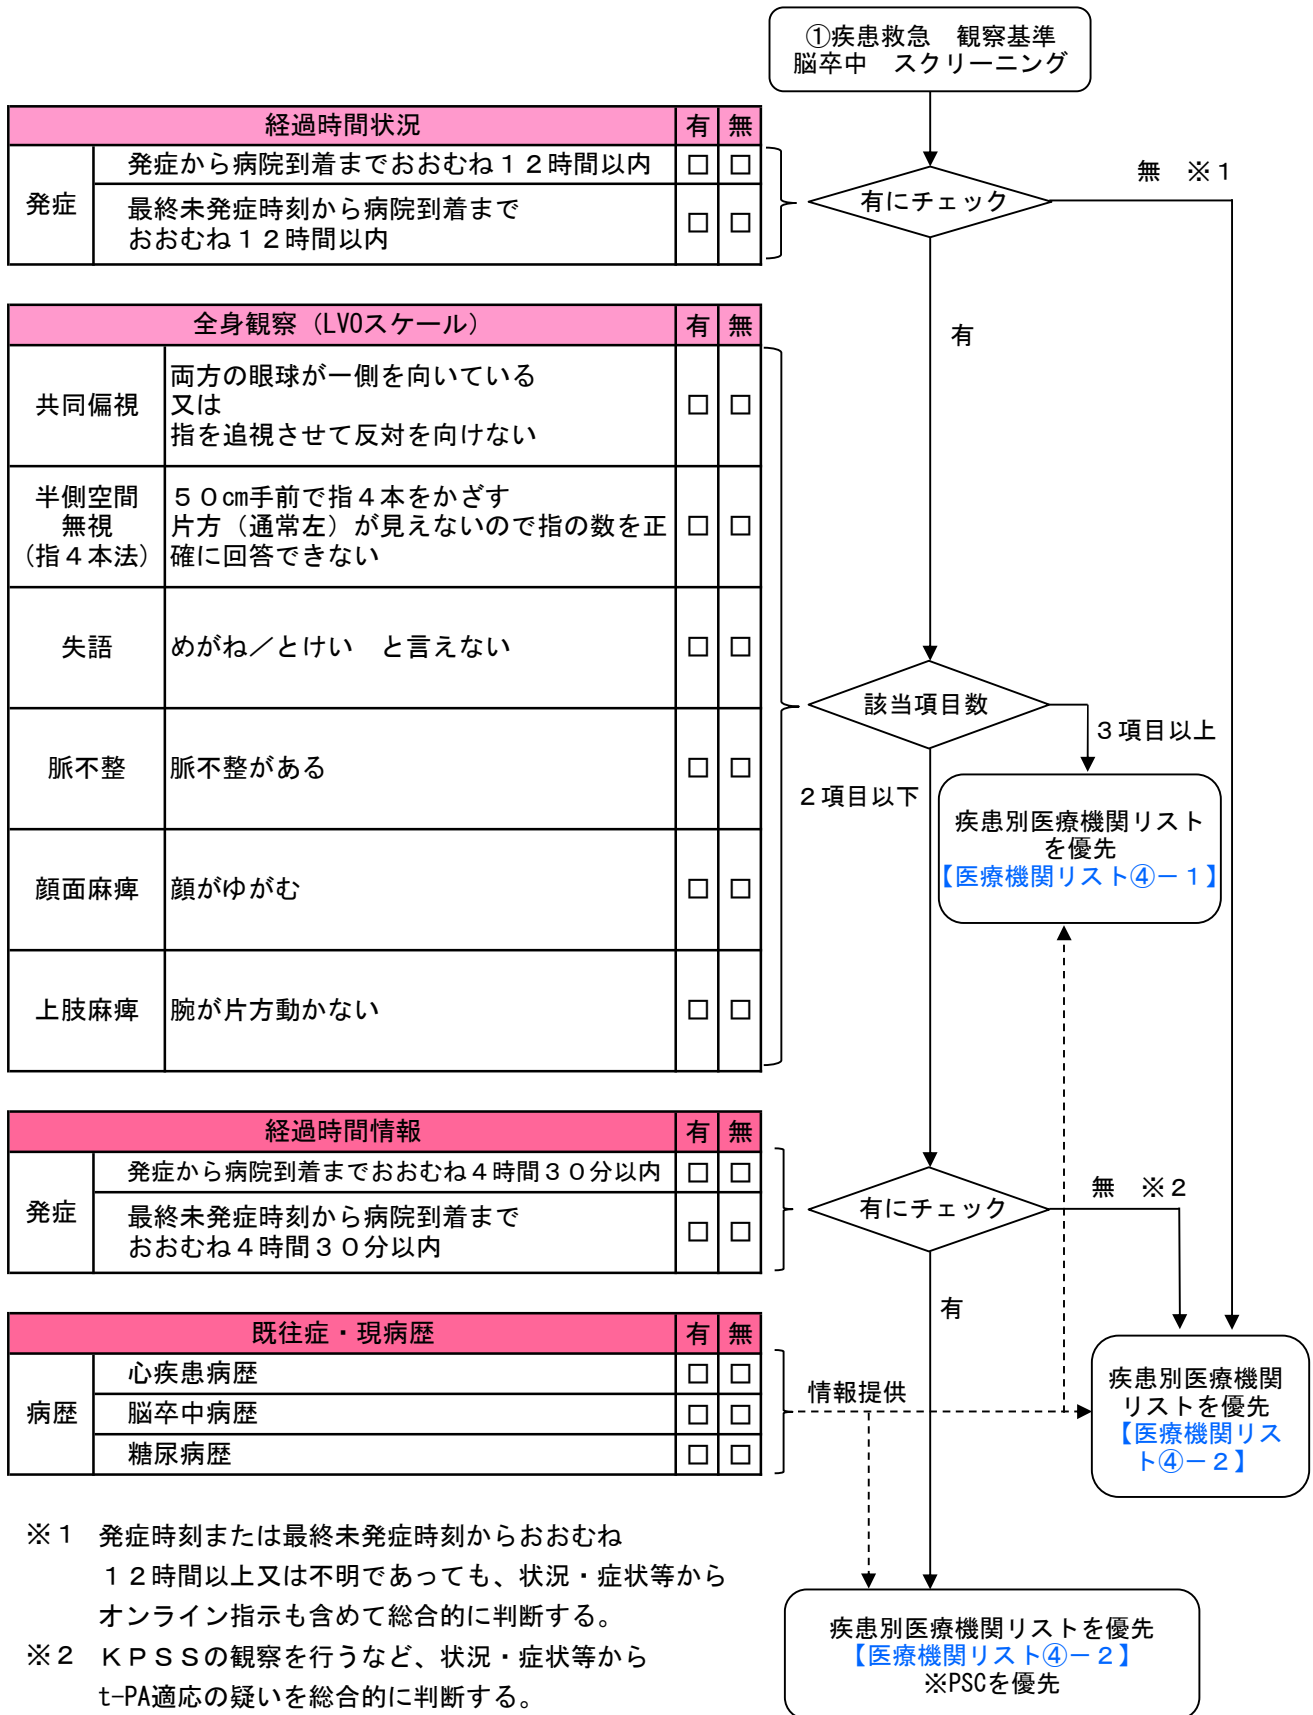 ①疾患救急　観察基準
脳卒中　スクリーニング
経過時間状況 有 無
発症
発症から病院到着までおおむね１２時間以内 □ □
最終未発症時刻から病院到着まで
おおむね１２時間以内 □ □
有にチェック
無　※１
有
全身観察（LVOスケール） 有 無
共同偏視
両方の眼球が一側を向いている
又は
指を追視させて反対を向けない
□ □
半側空間
無視
(指４本法)
５０㎝手前で指４本をかざす
片方（通常左）が見えないので指の数を正
確に回答できない
□ □
失語 めがね／とけい　と言えない □ □
脈不整 脈不整がある □ □
顔面麻痺 顔がゆがむ □ □
上肢麻痺 腕が片方動かない □ □
該当項目数
３項目以上
２項目以下
疾患別医療機関リスト
を優先
【医療機関リスト④－１】
経過時間情報 有 無
発症
発症から病院到着までおおむね４時間３０分以内 □ □
最終未発症時刻から病院到着まで
おおむね４時間３０分以内 □ □
有にチェック
無　※２
有
既往症・現病歴 有 無
病歴
心疾患病歴 □ □
脳卒中病歴 □ □
糖尿病歴 □ □
情報提供
疾患別医療機関
リストを優先
【医療機関リス
ト④－２】
※１　発症時刻または最終未発症時刻からおおむね
１２時間以上又は不明であっても、状況・症状等から
オンライン指示も含めて総合的に判断する。
※２　ＫＰＳＳの観察を行うなど、状況・症状等から
t-PA適応の疑いを総合的に判断する。
疾患別医療機関リストを優先
【医療機関リスト④－２】
※PSCを優先